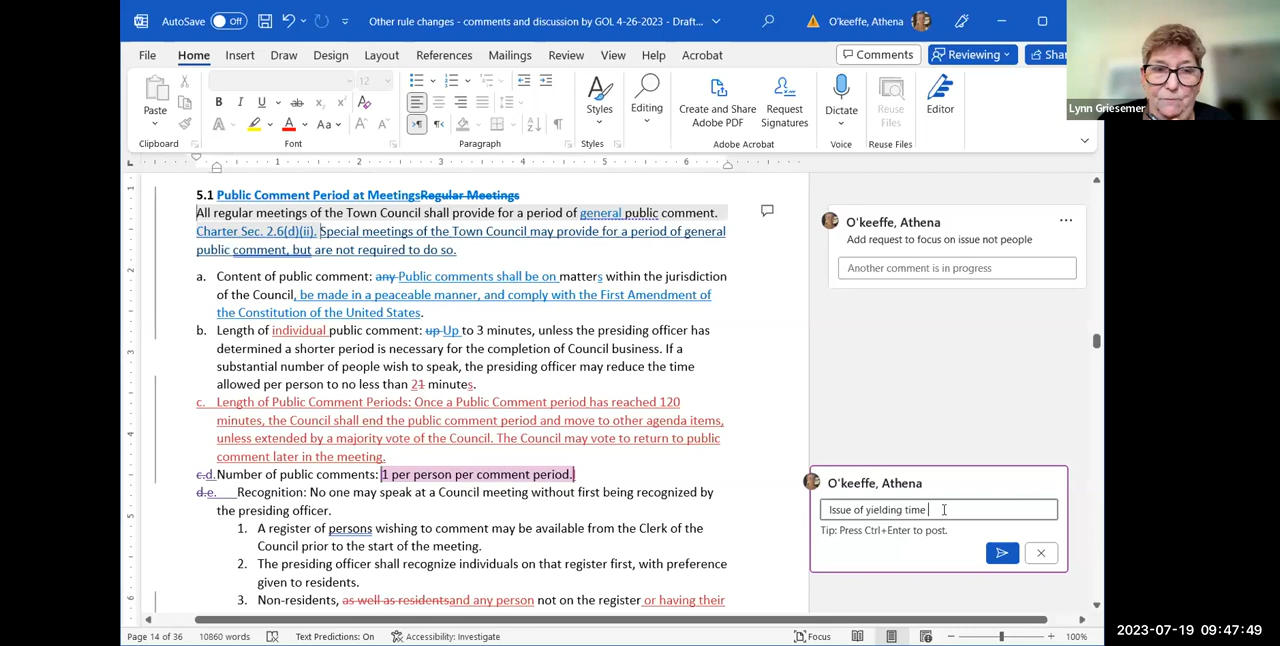 AutoSave Off Other rule changes - comments and discussion by GOL 4-26-2023 - Draft... O'keeffe, Athena
File Home Insert Draw Design Layout References Mailings Review View Help Acrobat Comments Reviewing Shar
Lynn Griesemer
12
Paste Styles Editing Create and Share Adobe PDF Request Signatures Dictate Reuse Files Editor
Clipboard Font Paragraph Styles Adobe Acrobat Voice Reuse Files
5.1 Public Comment Period at MeetingsRegular Meetings
All regular meetings of the Town Council shall provide for a period of general public comment.
Charter Sec. 2.6(d)(ii). Special meetings of the Town Council may provide for a period of general
public comment, but are not required to do so.
a. Content of public comment: any Public comments shall be on matters within the jurisdiction
of the Council, be made in a peaceable manner, and comply with the First Amendment of
the Constitution of the United States.
b. Length of individual public comment: up Up to 3 minutes, unless the presiding officer has
determined a shorter period is necessary for the completion of Council business. If a
substantial number of people wish to speak, the presiding officer may reduce the time
allowed per person to no less than 21 minutes.
c. Length of Public Comment Periods: Once a Public Comment period has reached 120
minutes, the Council shall end the public comment period and move to other agenda items,
unless extended by a majority vote of the Council. The Council may vote to return to public
comment later in the meeting.
c.d. Number of public comments: 1 per person per comment period.
d.e. Recognition: No one may speak at a Council meeting without first being recognized by
the presiding officer.
1. A register of persons wishing to comment may be available from the Clerk of the
Council prior to the start of the meeting.
2. The presiding officer shall recognize individuals on that register first, with preference
given to residents.
3. Non-residents, as well as residentsand any person not on the register or having their
O'keeffe, Athena
Add request to focus on issue not people
Another comment is in progress
O'keeffe, Athena
Issue of yielding time
Tip: Press Ctrl+Enter to post.
Page 14 of 36 10860 words Text Predictions: On Accessibility: Investigate Focus 100%
2023-07-19 09:47:49